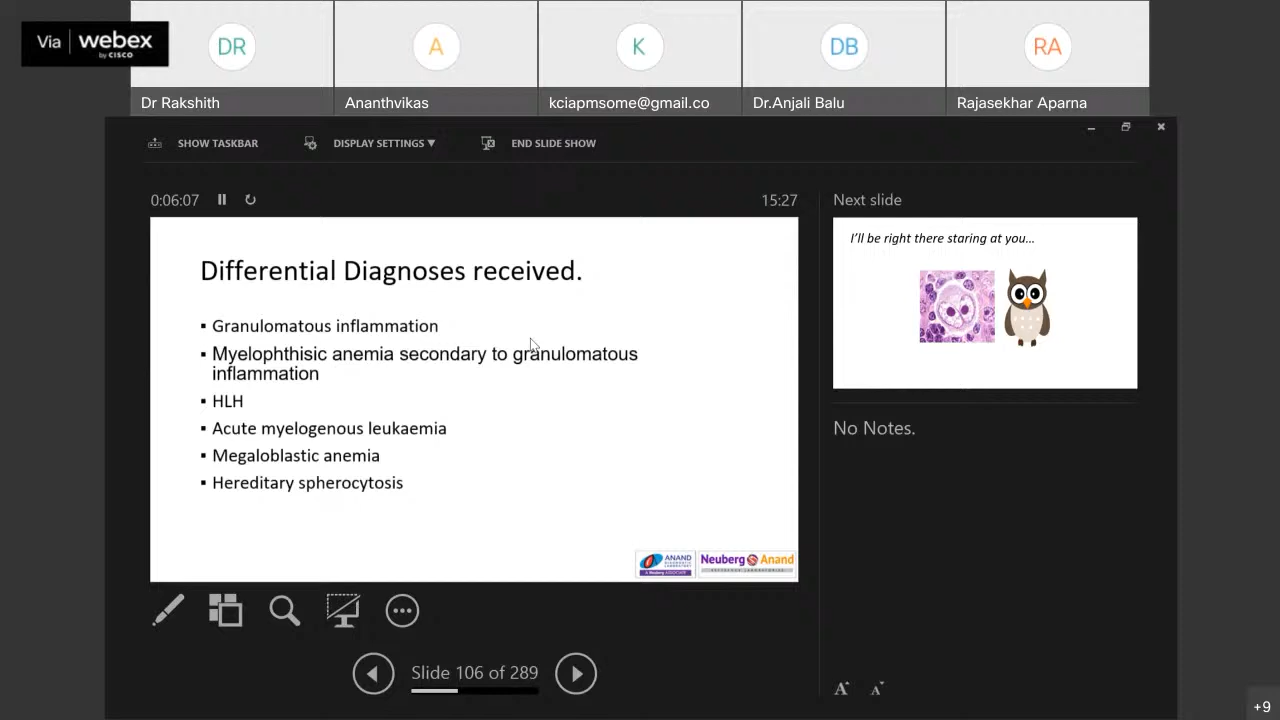 Via webex
by CISCO
DR
A
K
DB
RA
Dr Rakshith
Ananthvikas
kciapmsome@gmail.co
Dr.Anjali Balu
Rajasekhar Aparna
SHOW TASKBAR
DISPLAY SETTINGS ▼
END SLIDE SHOW
0:06:07
15:27
Next slide
Differential Diagnoses received.
▪ Granulomatous inflammation
▪ Myelophthisic anemia secondary to granulomatous
inflammation
▪ HLH
▪ Acute myelogenous leukaemia
▪ Megaloblastic anemia
▪ Hereditary spherocytosis
ANAND
DIAGNOSTIC
LABORATORY
Neuberg Anand
I'll be right there staring at you...
No Notes.
Slide 106 of 289
A A
+9